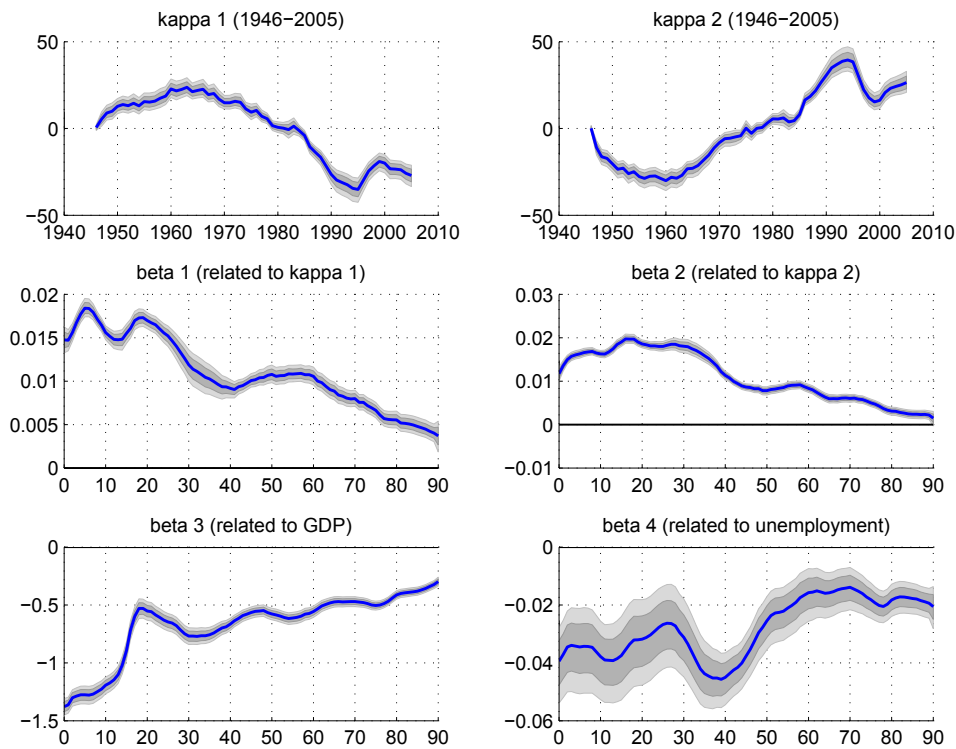 kappa 1 (1946−2005)
50
0
−50
1940 1950 1960 1970 1980 1990 2000 2010
kappa 2 (1946−2005)
50
0
−50
1940 1950 1960 1970 1980 1990 2000 2010
beta 1 (related to kappa 1)
0.02
0.015
0.01
0.005
0
0 10 20 30 40 50 60 70 80 90
beta 2 (related to kappa 2)
0.03
0.02
0.01
0
−0.01
0 10 20 30 40 50 60 70 80 90
beta 3 (related to GDP)
0
−0.5
−1
−1.5
0 10 20 30 40 50 60 70 80 90
beta 4 (related to unemployment)
0
−0.02
−0.04
−0.06
0 10 20 30 40 50 60 70 80 90